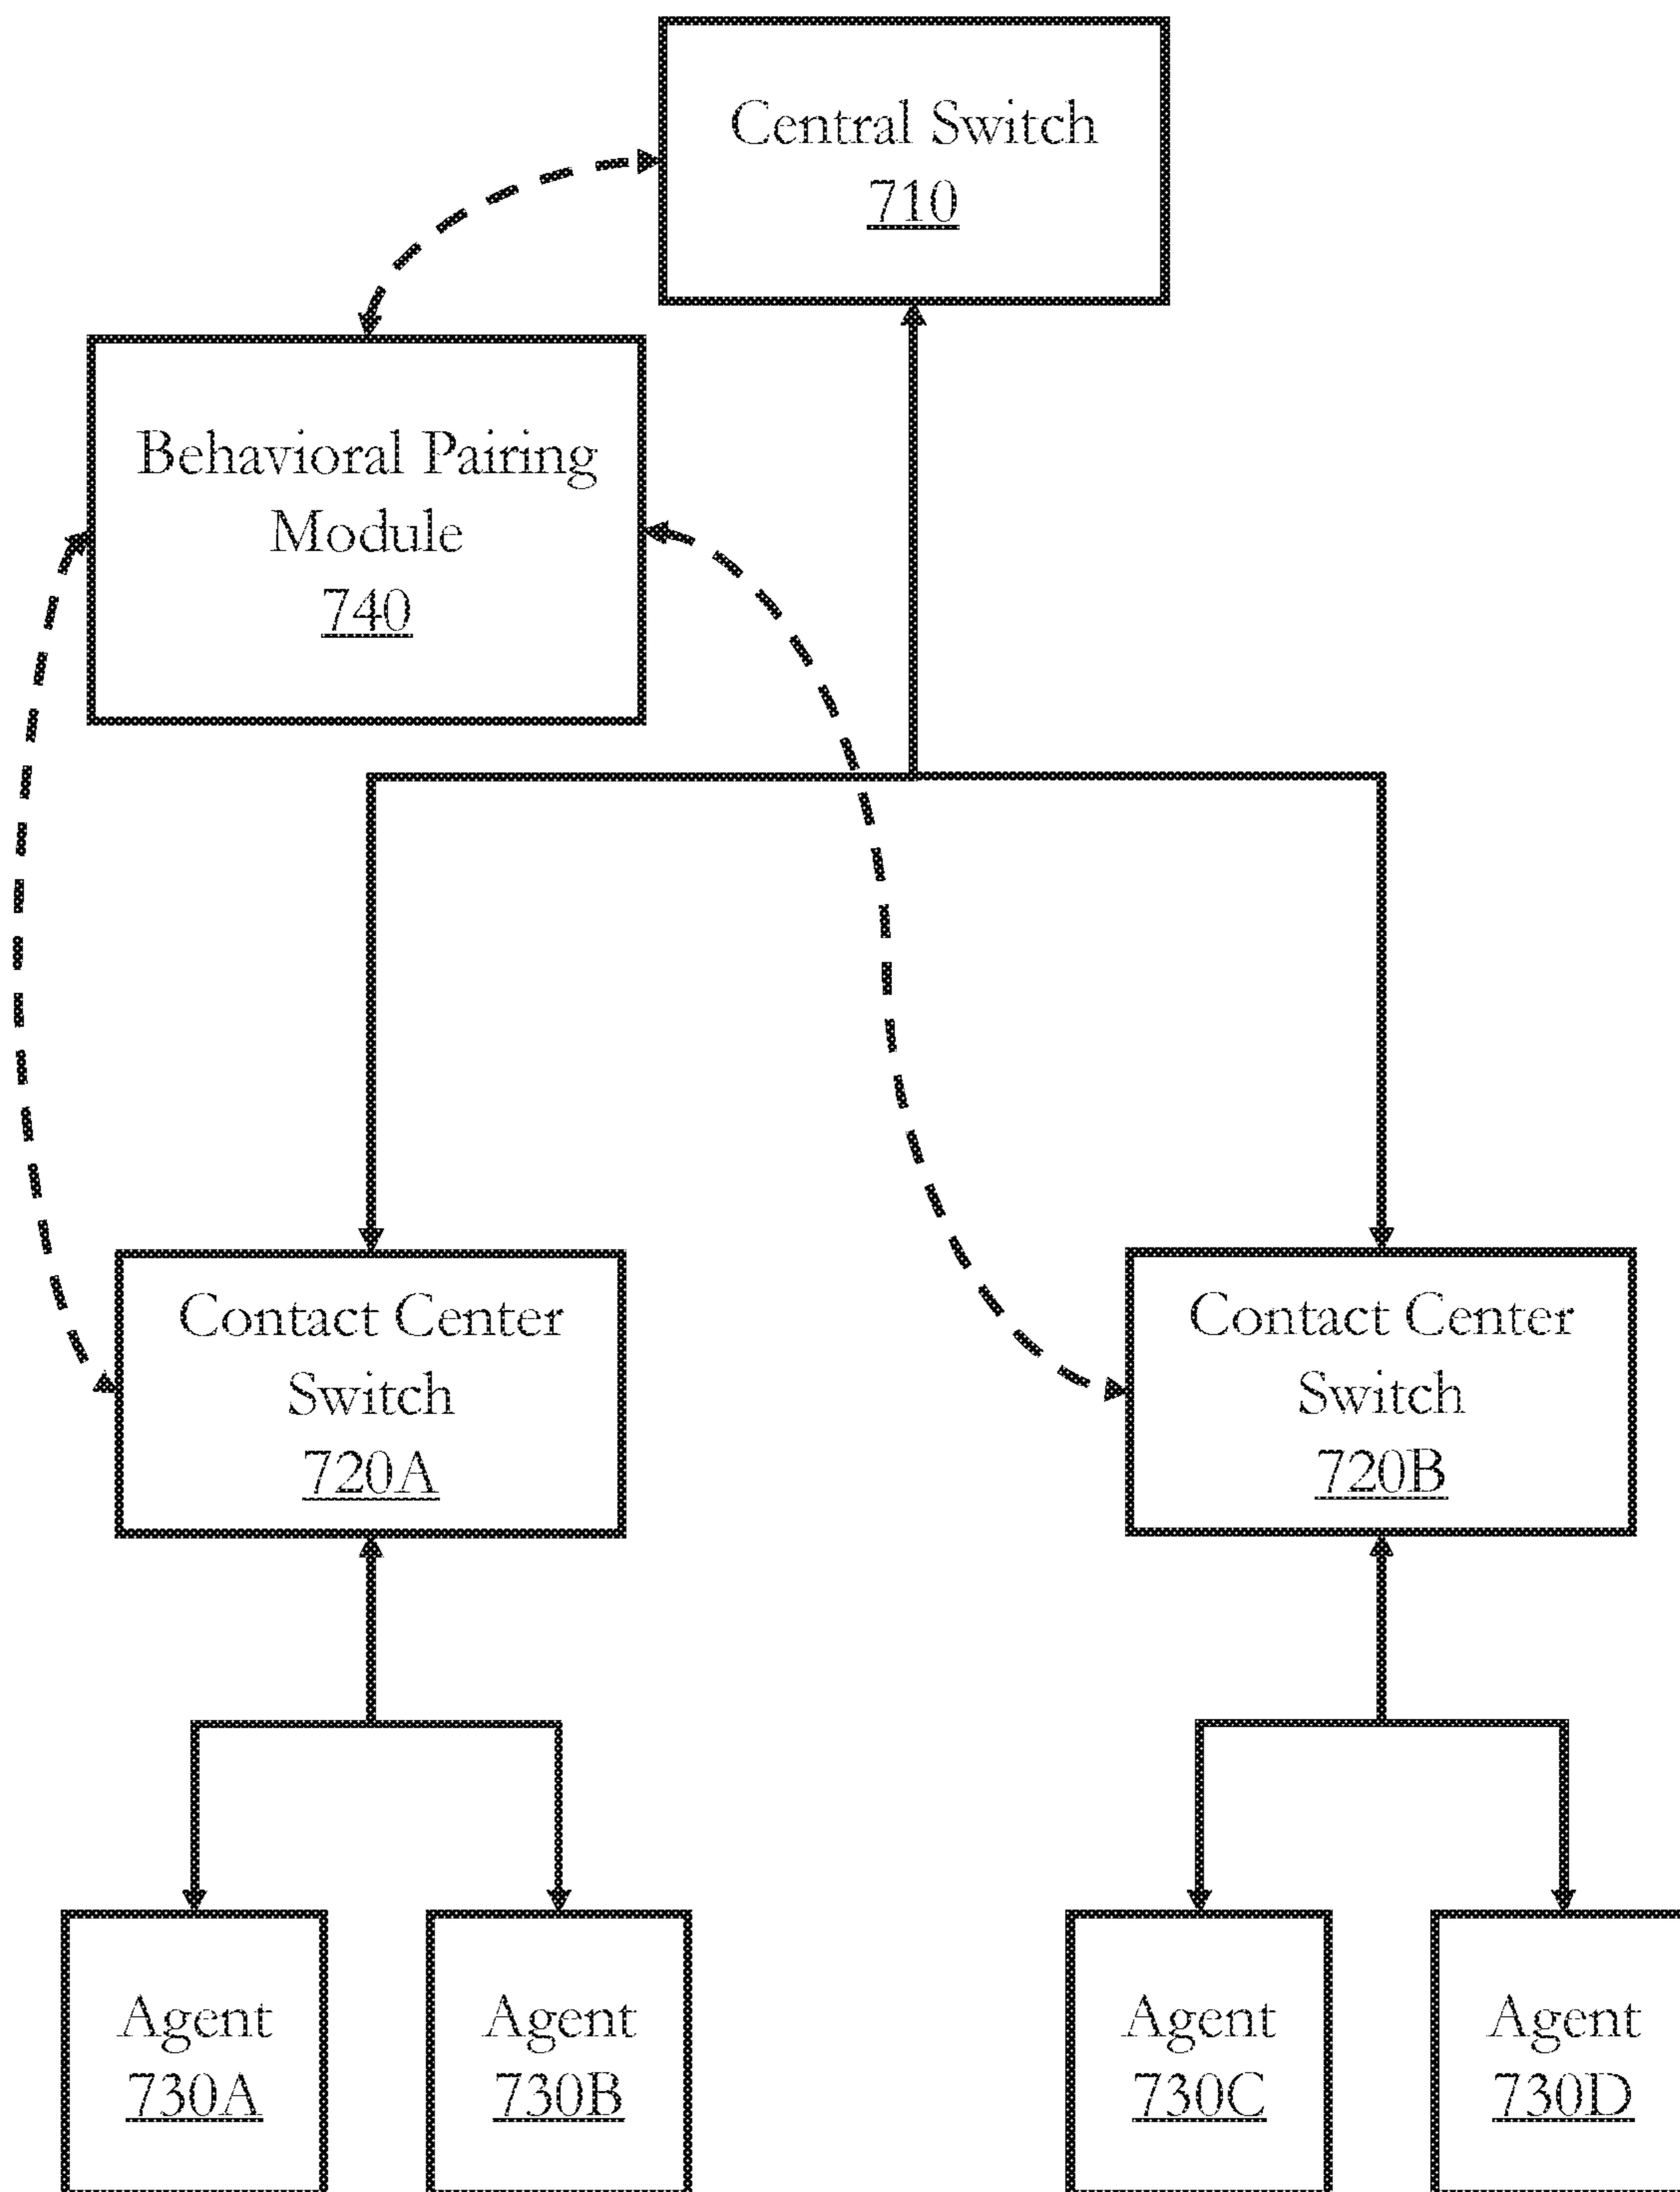 Central Switch
710
Behavioral Pairing
Module
740
Contact Center
Switch
720A
Contact Center
Switch
720B
Agent
730A
Agent
730B
Agent
730C
Agent
730D